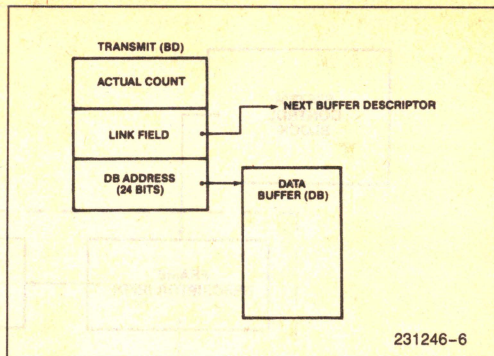 TRANSMIT (BD)
ACTUAL COUNT
LINK FIELD
NEXT BUFFER DESCRIPTOR
DB ADDRESS
(24 BITS)
DATA
BUFFER (DB)
231246-6